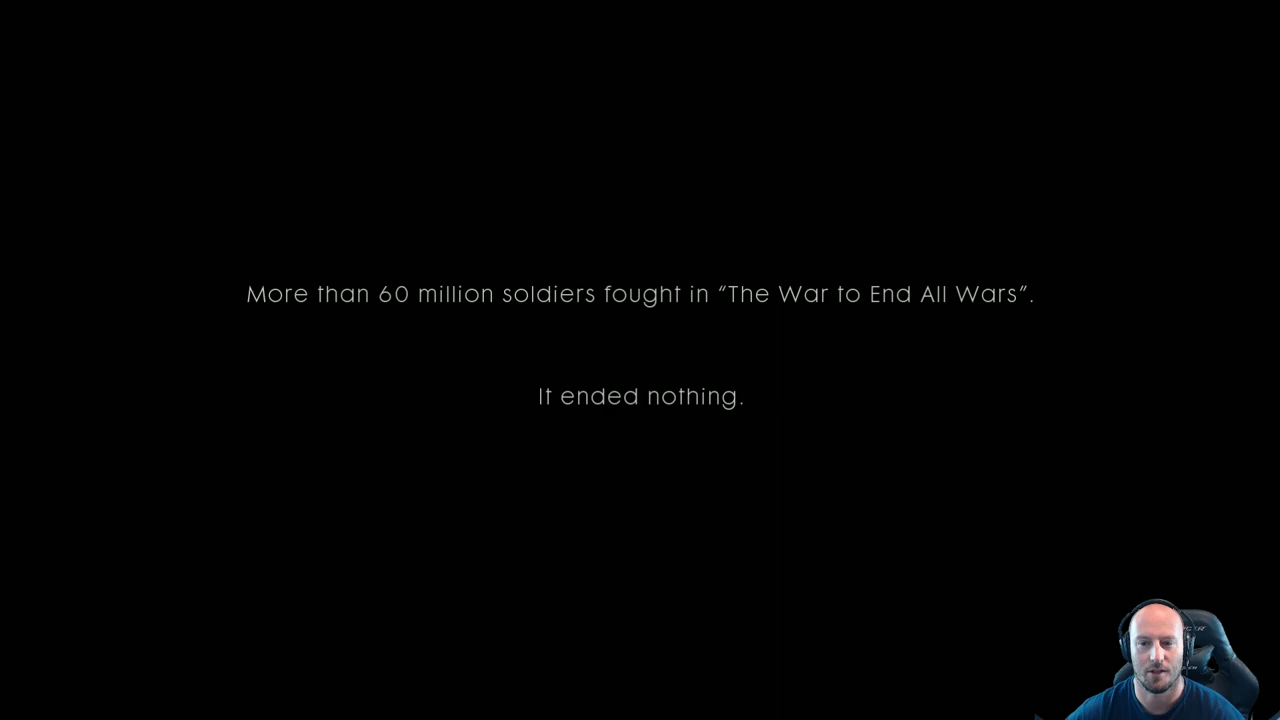 More than 60 million soldiers fought in “The War to End All Wars”.
It ended nothing.